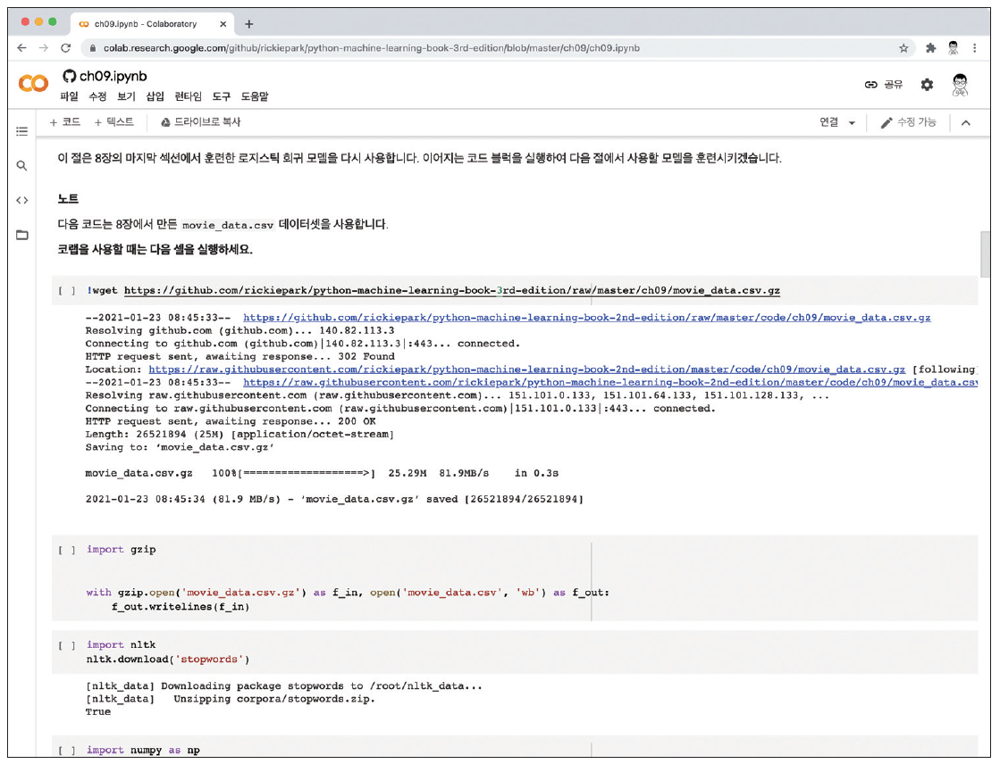 ch09.ipynb - Colaboratory
colab.research.google.com/github/rickiepark/python-machine-learning-book-3rd-edition/blob/master/ch09/ch09.ipynb
ch09.ipynb
공유
파일 수정 보기 삽입 런타임 도구 도움말
+ 코드 + 텍스트 드라이브로 복사 연결 수정 가능
이 절은 8장의 마지막 섹션에서 훈련한 로지스틱 회귀 모델을 다시 사용합니다. 이어지는 코드 블럭을 실행하여 다음 절에서 사용할 모델을 훈련시키겠습니다.
노트
다음 코드는 8장에서 만든 movie_data.csv 데이터셋을 사용합니다.
코랩을 사용할 때는 다음 셀을 실행하세요.
[ ] !wget https://github.com/rickiepark/python-machine-learning-book-3rd-edition/raw/master/ch09/movie_data.csv.gz
--2021-01-23 08:45:33-- https://github.com/rickiepark/python-machine-learning-book-2nd-edition/raw/master/code/ch09/movie_data.csv.gz
Resolving github.com (github.com)... 140.82.113.3
Connecting to github.com (github.com)|140.82.113.3|:443... connected.
HTTP request sent, awaiting response... 302 Found
Location: https://raw.githubusercontent.com/rickiepark/python-machine-learning-book-2nd-edition/master/code/ch09/movie_data.csv.gz [following]
--2021-01-23 08:45:33-- https://raw.githubusercontent.com/rickiepark/python-machine-learning-book-2nd-edition/master/code/ch09/movie_data.csv
Resolving raw.githubusercontent.com (raw.githubusercontent.com)... 151.101.0.133, 151.101.64.133, 151.101.128.133, ...
Connecting to raw.githubusercontent.com (raw.githubusercontent.com)|151.101.0.133|:443... connected.
HTTP request sent, awaiting response... 200 OK
Length: 26521894 (25M) [application/octet-stream]
Saving to: ‘movie_data.csv.gz’
movie_data.csv.gz 100%[===================>] 25.29M 81.9MB/s in 0.3s
2021-01-23 08:45:34 (81.9 MB/s) - ‘movie_data.csv.gz’ saved [26521894/26521894]
[ ] import gzip
with gzip.open('movie_data.csv.gz') as f_in, open('movie_data.csv', 'wb') as f_out:
f_out.writelines(f_in)
[ ] import nltk
nltk.download('stopwords')
[nltk_data] Downloading package stopwords to /root/nltk_data...
[nltk_data] Unzipping corpora/stopwords.zip.
True
[ ] import numpy as np